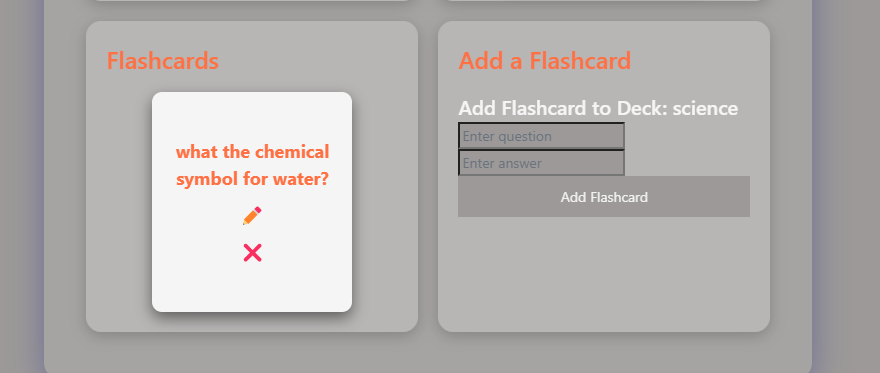 Flashcards
what the chemical
symbol for water?
Add a Flashcard
Add Flashcard to Deck: science
Enter question
Enter answer
Add Flashcard